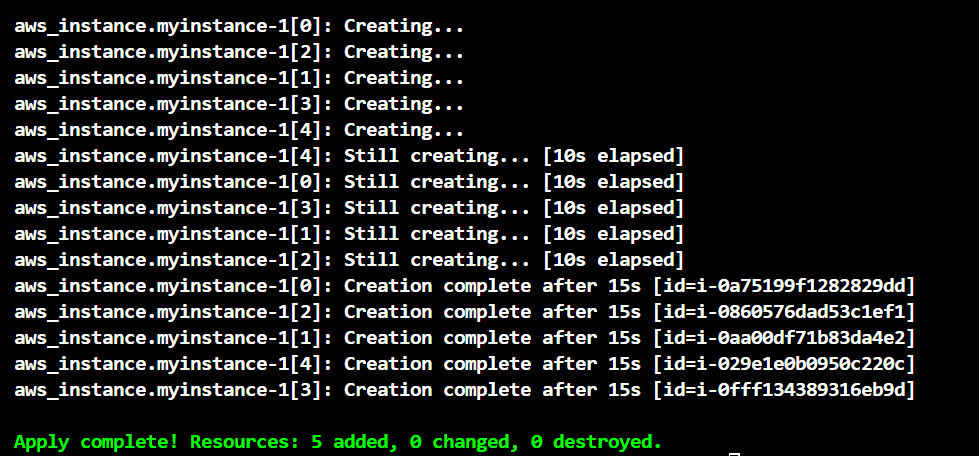 aws_instance.myinstance-1[0]: Creating...
aws_instance.myinstance-1[2]: Creating...
aws_instance.myinstance-1[1]: Creating...
aws_instance.myinstance-1[3]: Creating...
aws_instance.myinstance-1[4]: Creating...
aws_instance.myinstance-1[4]: Still creating... [10s elapsed]
aws_instance.myinstance-1[0]: Still creating... [10s elapsed]
aws_instance.myinstance-1[3]: Still creating... [10s elapsed]
aws_instance.myinstance-1[1]: Still creating... [10s elapsed]
aws_instance.myinstance-1[2]: Still creating... [10s elapsed]
aws_instance.myinstance-1[0]: Creation complete after 15s [id=i-0a75199f1282829dd]
aws_instance.myinstance-1[2]: Creation complete after 15s [id=i-0860576dad53c1ef1]
aws_instance.myinstance-1[1]: Creation complete after 15s [id=i-0aa00df71b83da4e2]
aws_instance.myinstance-1[4]: Creation complete after 15s [id=i-029e1e0b0950c220c]
aws_instance.myinstance-1[3]: Creation complete after 15s [id=i-0fff134389316eb9d]
Apply complete! Resources: 5 added, 0 changed, 0 destroyed.